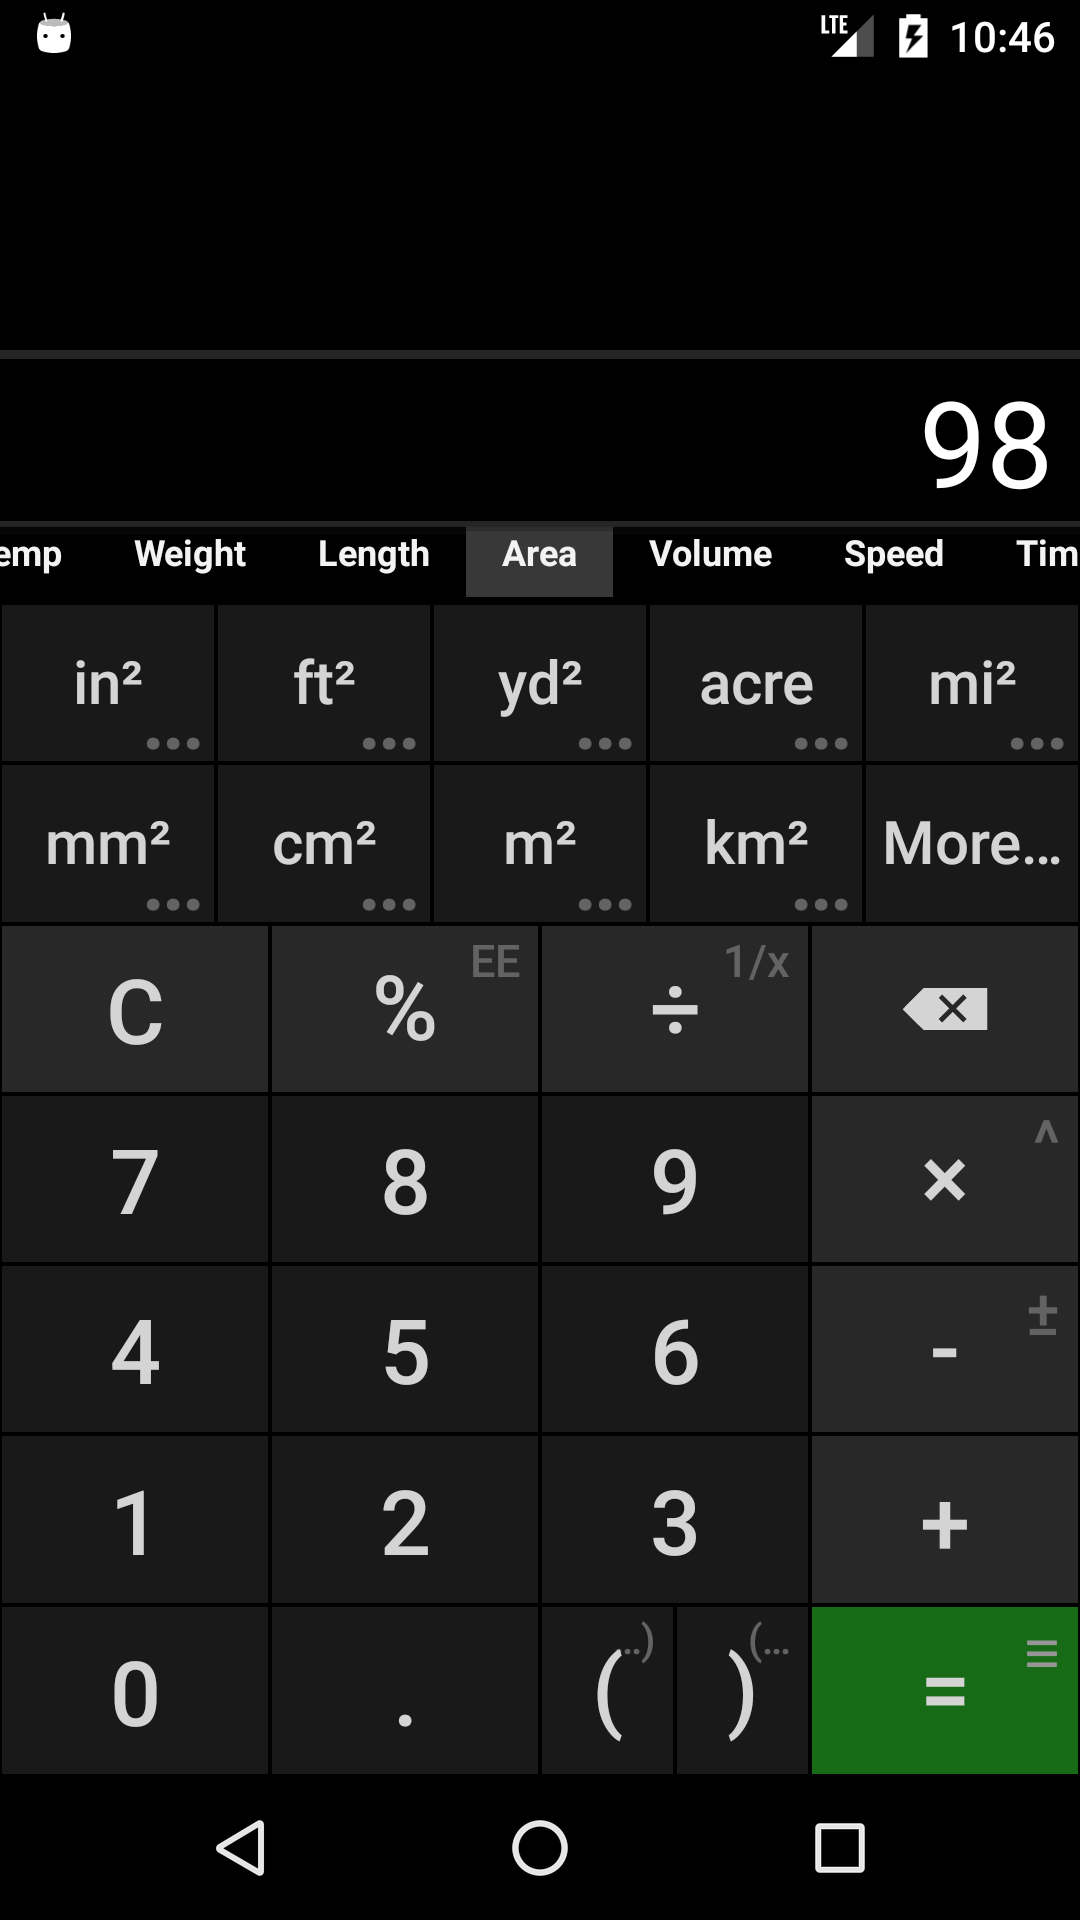 LTE 10:46
98
emp Weight Length Area Volume Speed Tim
in² ft² yd² acre mi²
mm² cm² m² km² More...
C % EE ÷ 1/x
7 8 9 × ^
4 5 6 - ±
1 2 3 +
0 . ( ..) ) (... =